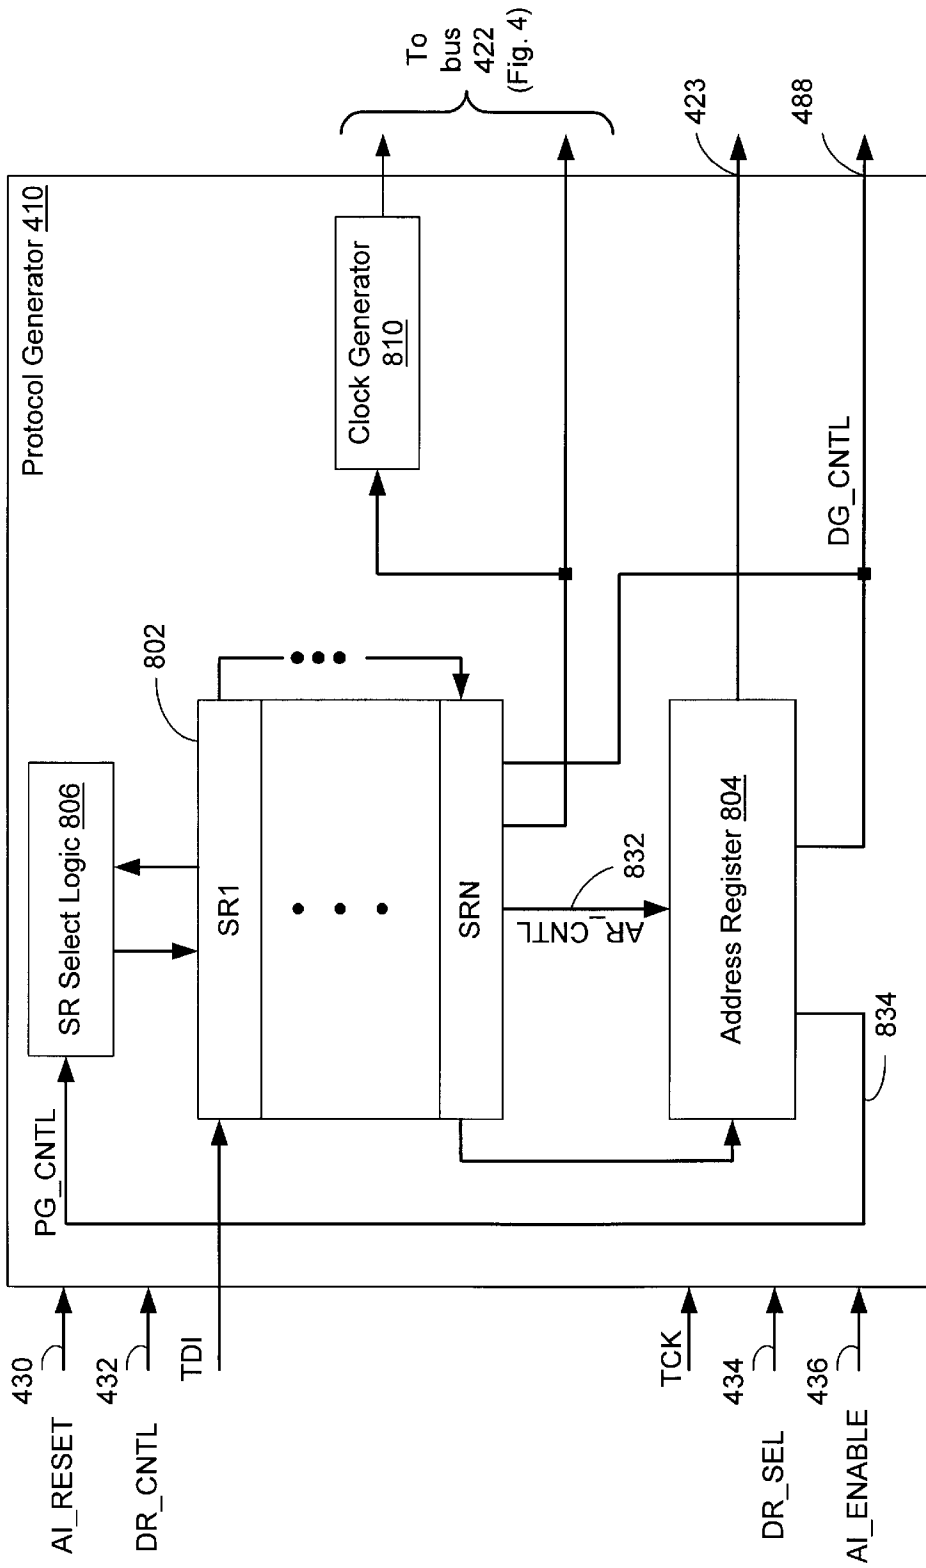 Protocol Generator 410
AI_RESET
430
DR_CNTL
432
TDI
TCK
DR_SEL
434
AI_ENABLE
436
PG_CNTL
SR Select Logic 806
802
SR1
SRN
AR_CNTL
832
Address Register 804
834
Clock Generator
810
DG_CNTL
To
bus
422
(Fig. 4)
423
488